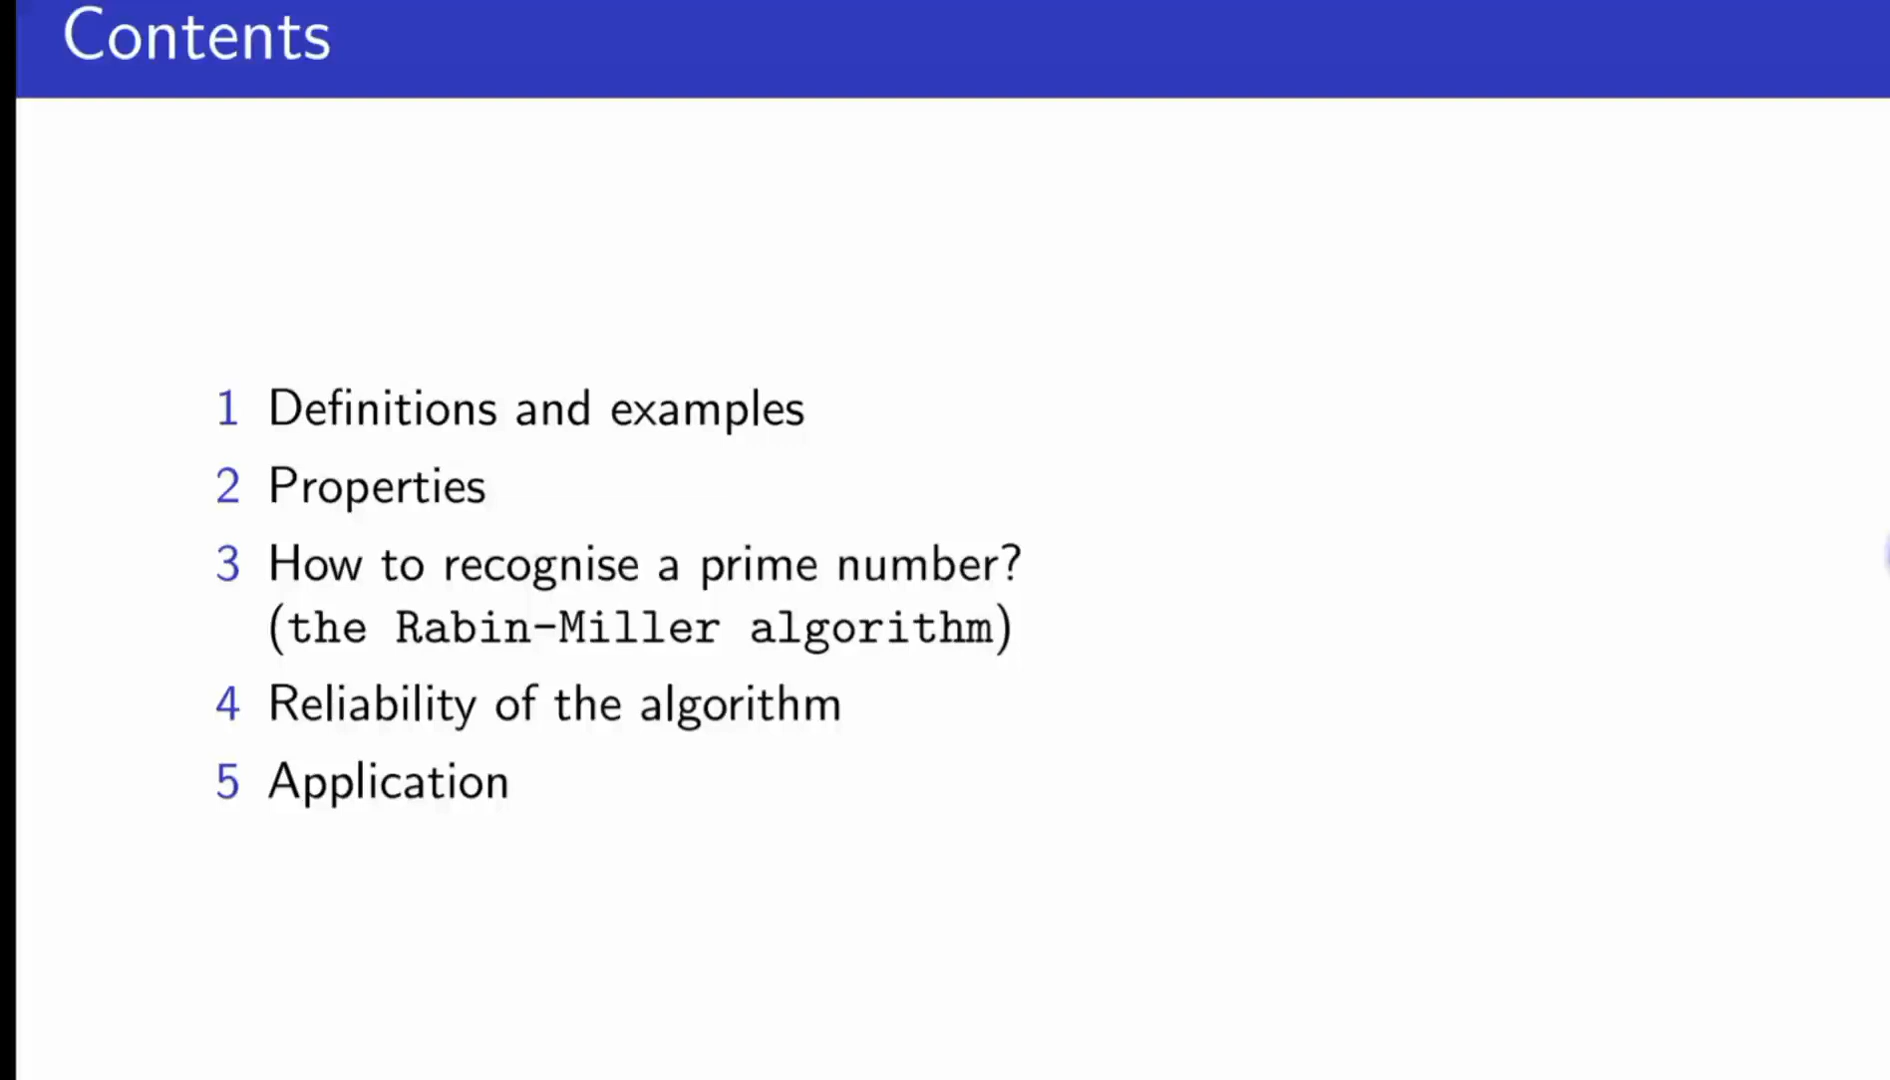 Contents
1 Definitions and examples
2 Properties
3 How to recognise a prime number?
(the Rabin-Miller algorithm)
4 Reliability of the algorithm
5 Application